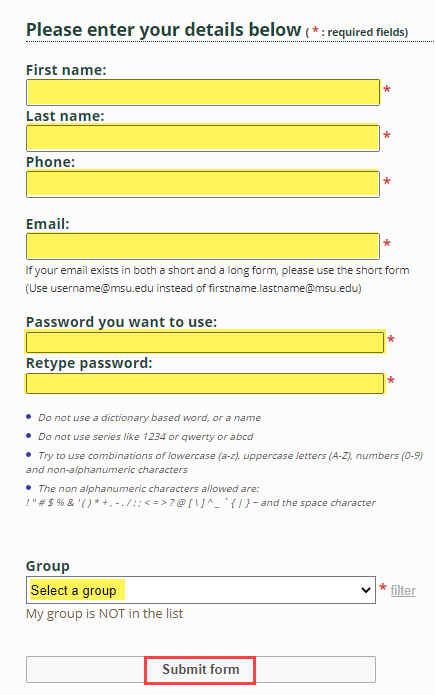 Please enter your details below ( * : required fields)
First name:
*
Last name:
*
Phone:
*
Email:
*
If your email exists in both a short and a long form, please use the short form
(Use username@msu.edu instead of firstname.lastname@msu.edu)
Password you want to use:
*
Retype password:
*
• Do not use a dictionary based word, or a name
• Do not use series like 1234 or qwerty or abcd
• Try to use combinations of lowercase (a-z), uppercase letters (A-Z), numbers (0-9)
and non-alphanumeric characters
• The non alphanumeric characters allowed are:
! " # $ % & ' ( ) * + , - . / : ; < = > ? @ [ \ ] ^ _ ` { | } ~ and the space character
Group
Select a group * filter
My group is NOT in the list
Submit form